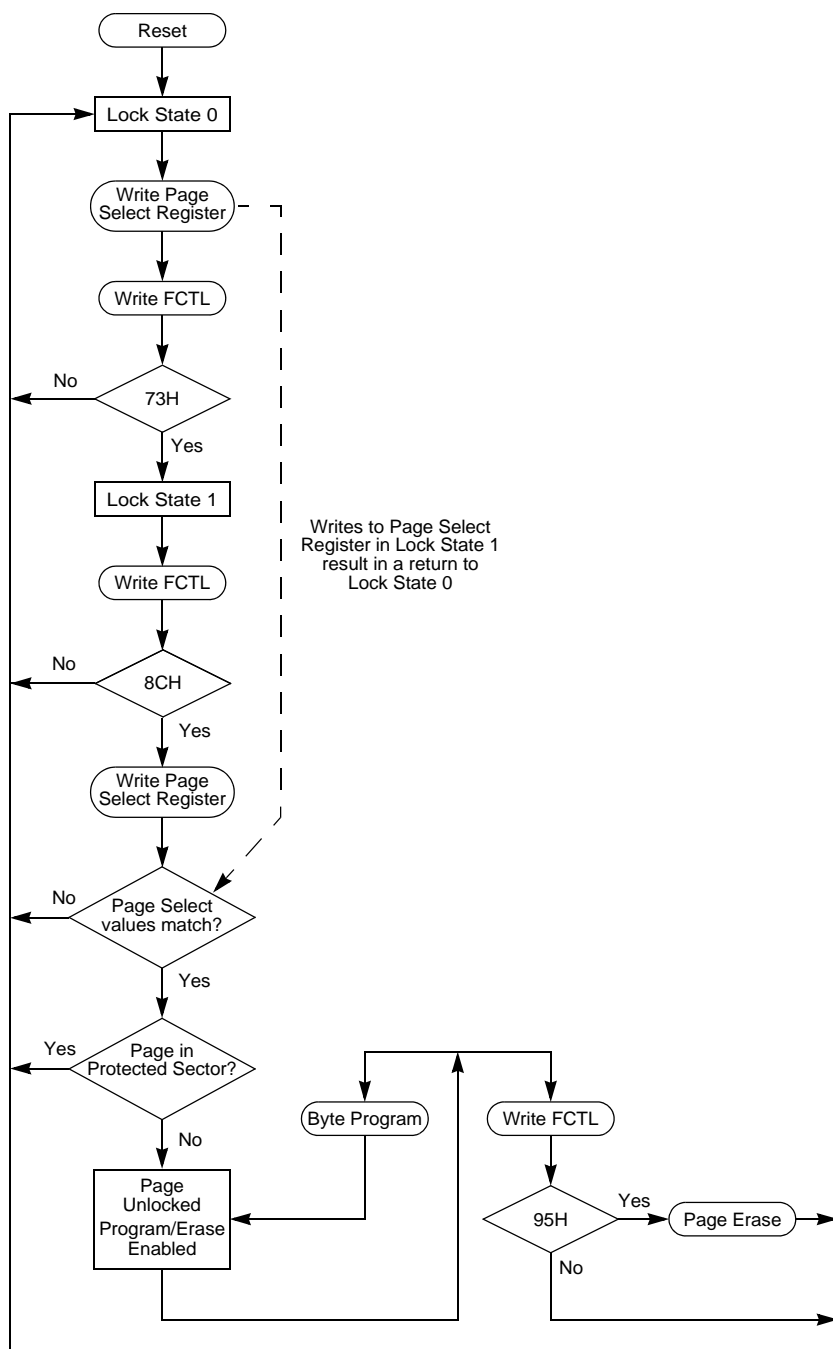 Reset
Lock State 0
Write Page
Select Register
Write FCTL
No
73H
Yes
Lock State 1
Writes to Page Select
Register in Lock State 1
result in a return to
Lock State 0
Write FCTL
No
8CH
Yes
Write Page
Select Register
No
Page Select
values match?
Yes
Yes
Page in
Protected Sector?
No
Byte Program
Write FCTL
Page
Unlocked
Program/Erase
Enabled
95H
Yes
Page Erase
No